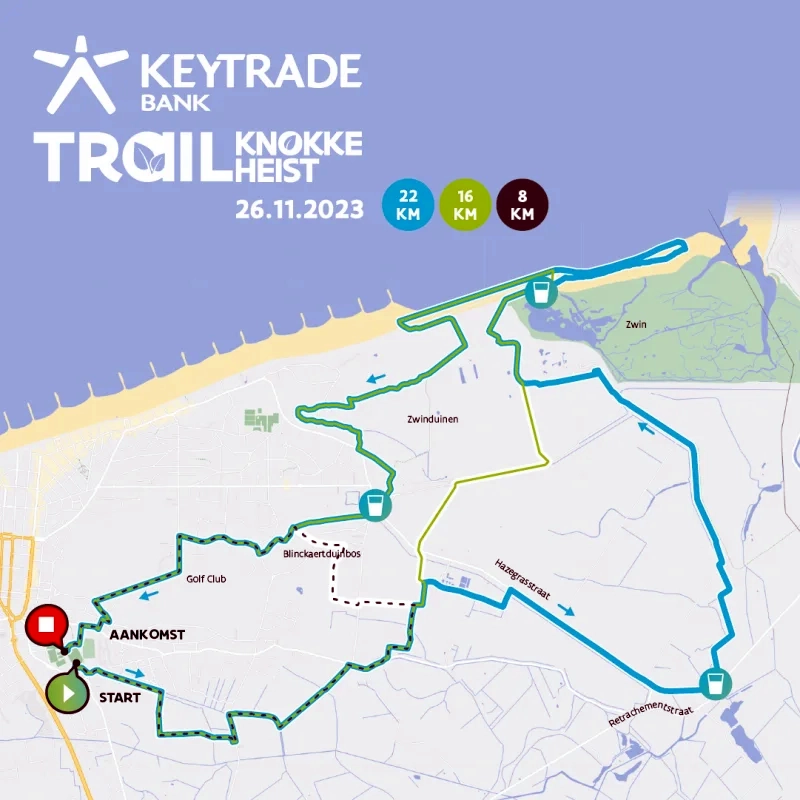 KEYTRADE
BANK
TRAIL KNOKKE
HEIST
26.11.2023
22
KM
16
KM
8
KM
Zwin
Zwinduinen
Blinckaertduinbos
Golf Club
Hazegrasstraat
AANKOMST
START
Retrachementstraat